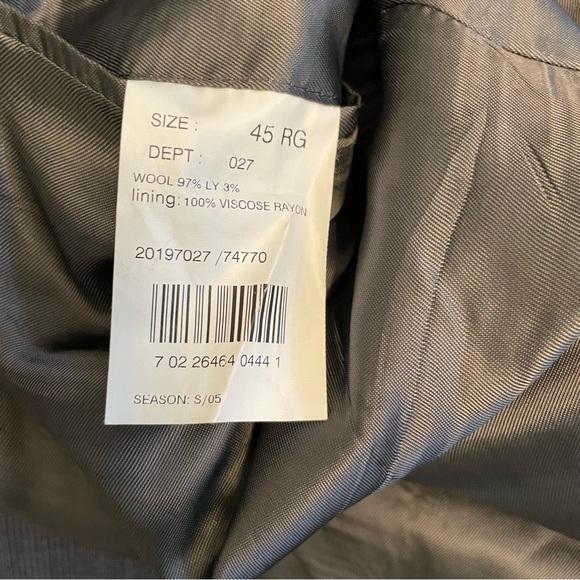 SIZE : 45 RG
DEPT : 027
WOOL 97% LY 3%
lining: 100% VISCOSE RAYON
20197027 /74770
7 02 26464 0444 1
SEASON: S/05